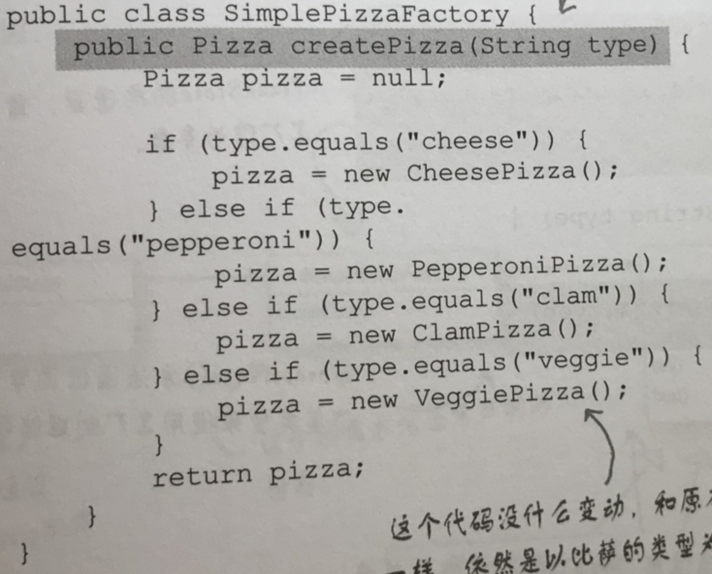 public class SimplePizzaFactory {
    public Pizza createPizza(String type) {
        Pizza pizza = null;

        if (type.equals("cheese")) {
            pizza = new CheesePizza();
        } else if (type.
equals("pepperoni")) {
            pizza = new PepperoniPizza();
        } else if (type.equals("clam")) {
            pizza = new ClamPizza();
        } else if (type.equals("veggie")) {
            pizza = new VeggiePizza();
        }
        return pizza;
    }
}
这个代码没什么变动，和原
一样，依然是以比萨的类型为